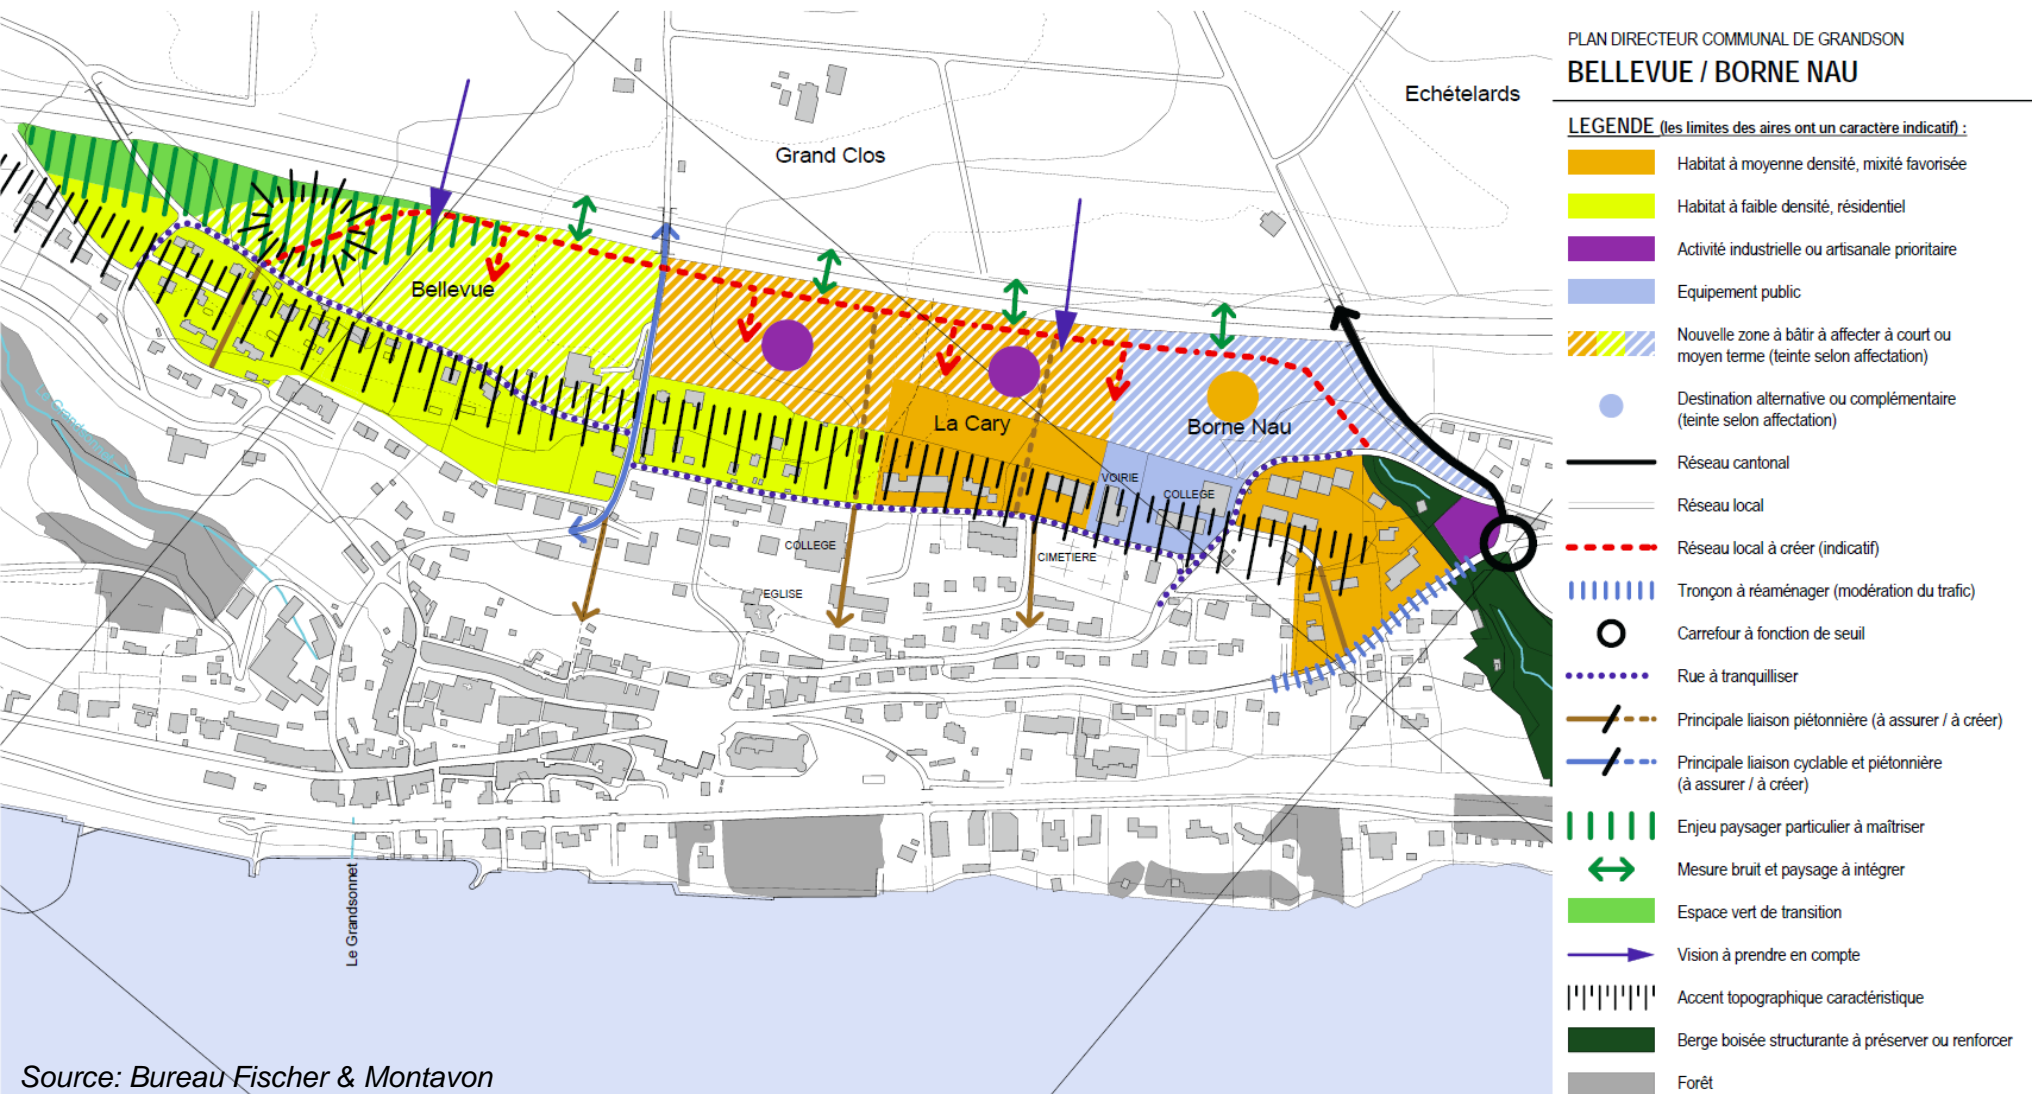 Echételards
Grand Clos
Bellevue
La Cary
Borne Nau
VOIRIE
COLLEGE
COLLEGE
CIMETIERE
EGLISE
Le Grandsonnet
Le Grandsonnet
Source: Bureau Fischer & Montavon
PLAN DIRECTEUR COMMUNAL DE GRANDSON
BELLEVUE / BORNE NAU
LEGENDE (les limites des aires ont un caractère indicatif) :
Habitat à moyenne densité, mixité favorisée
Habitat à faible densité, résidentiel
Activité industrielle ou artisanale prioritaire
Equipement public
Nouvelle zone à bâtir à affecter à court ou
moyen terme (teinte selon affectation)
Destination alternative ou complémentaire
(teinte selon affectation)
Réseau cantonal
Réseau local
Réseau local à créer (indicatif)
Tronçon à réaménager (modération du trafic)
Carrefour à fonction de seuil
Rue à tranquilliser
Principale liaison piétonnière (à assurer / à créer)
Principale liaison cyclable et piétonnière
(à assurer / à créer)
Enjeu paysager particulier à maîtriser
Mesure bruit et paysage à intégrer
Espace vert de transition
Vision à prendre en compte
Accent topographique caractéristique
Berge boisée structurante à préserver ou renforcer
Forêt